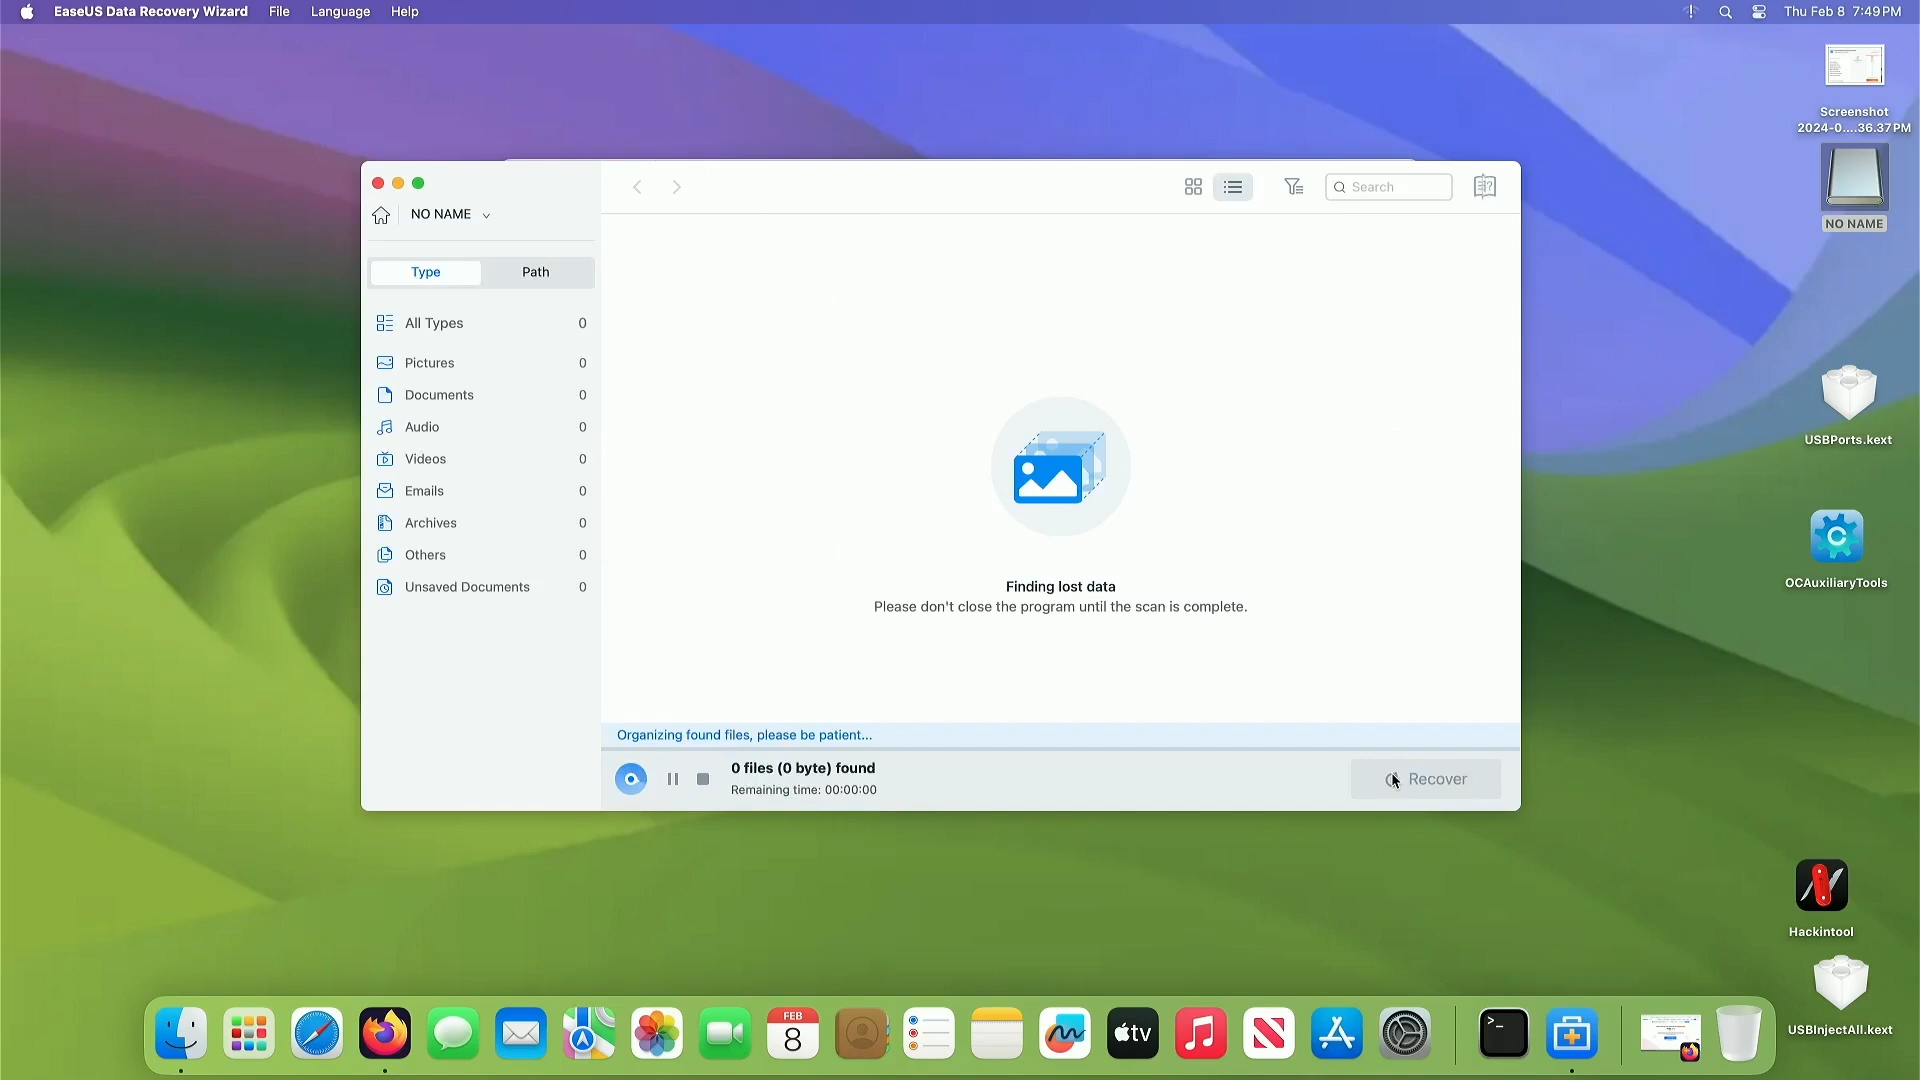 EaseUS Data Recovery Wizard File Language Help
Thu Feb 8 7:49 PM
Screenshot
2024-0....36.37 PM
NO NAME
USBPorts.kext
OCAuxiliaryTools
Hackintool
USBInjectAll.kext
NO NAME
Type Path
All Types 0
Pictures 0
Documents 0
Audio 0
Videos 0
Emails 0
Archives 0
Others 0
Unsaved Documents 0
Search
Finding lost data
Please don't close the program until the scan is complete.
Organizing found files, please be patient...
0 files (0 byte) found
Remaining time: 00:00:00
Recover
FEB
8
tv
>_